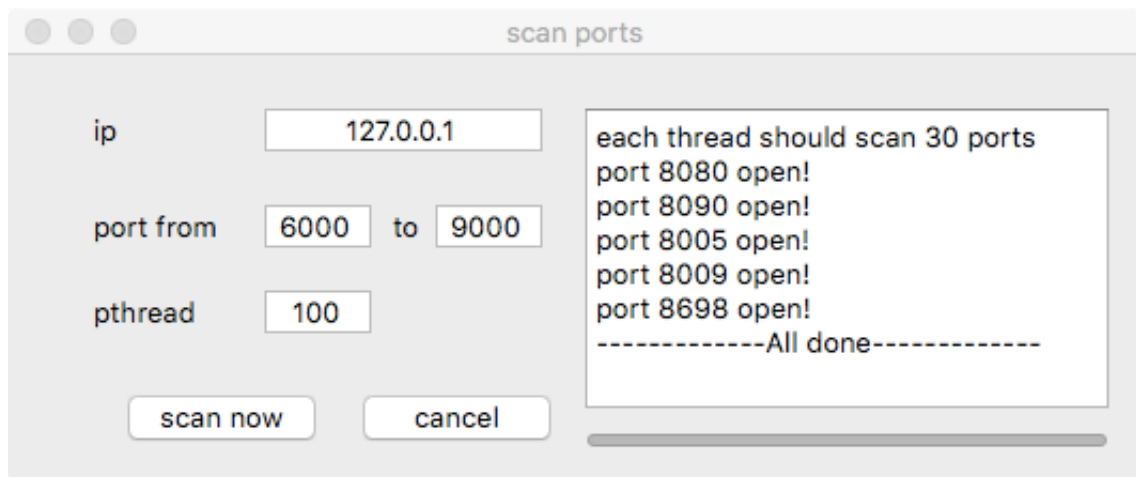 scan ports
ip 127.0.0.1
port from 6000 to 9000
pthread 100
scan now cancel
each thread should scan 30 ports
port 8080 open!
port 8090 open!
port 8005 open!
port 8009 open!
port 8698 open!
-------------All done-------------